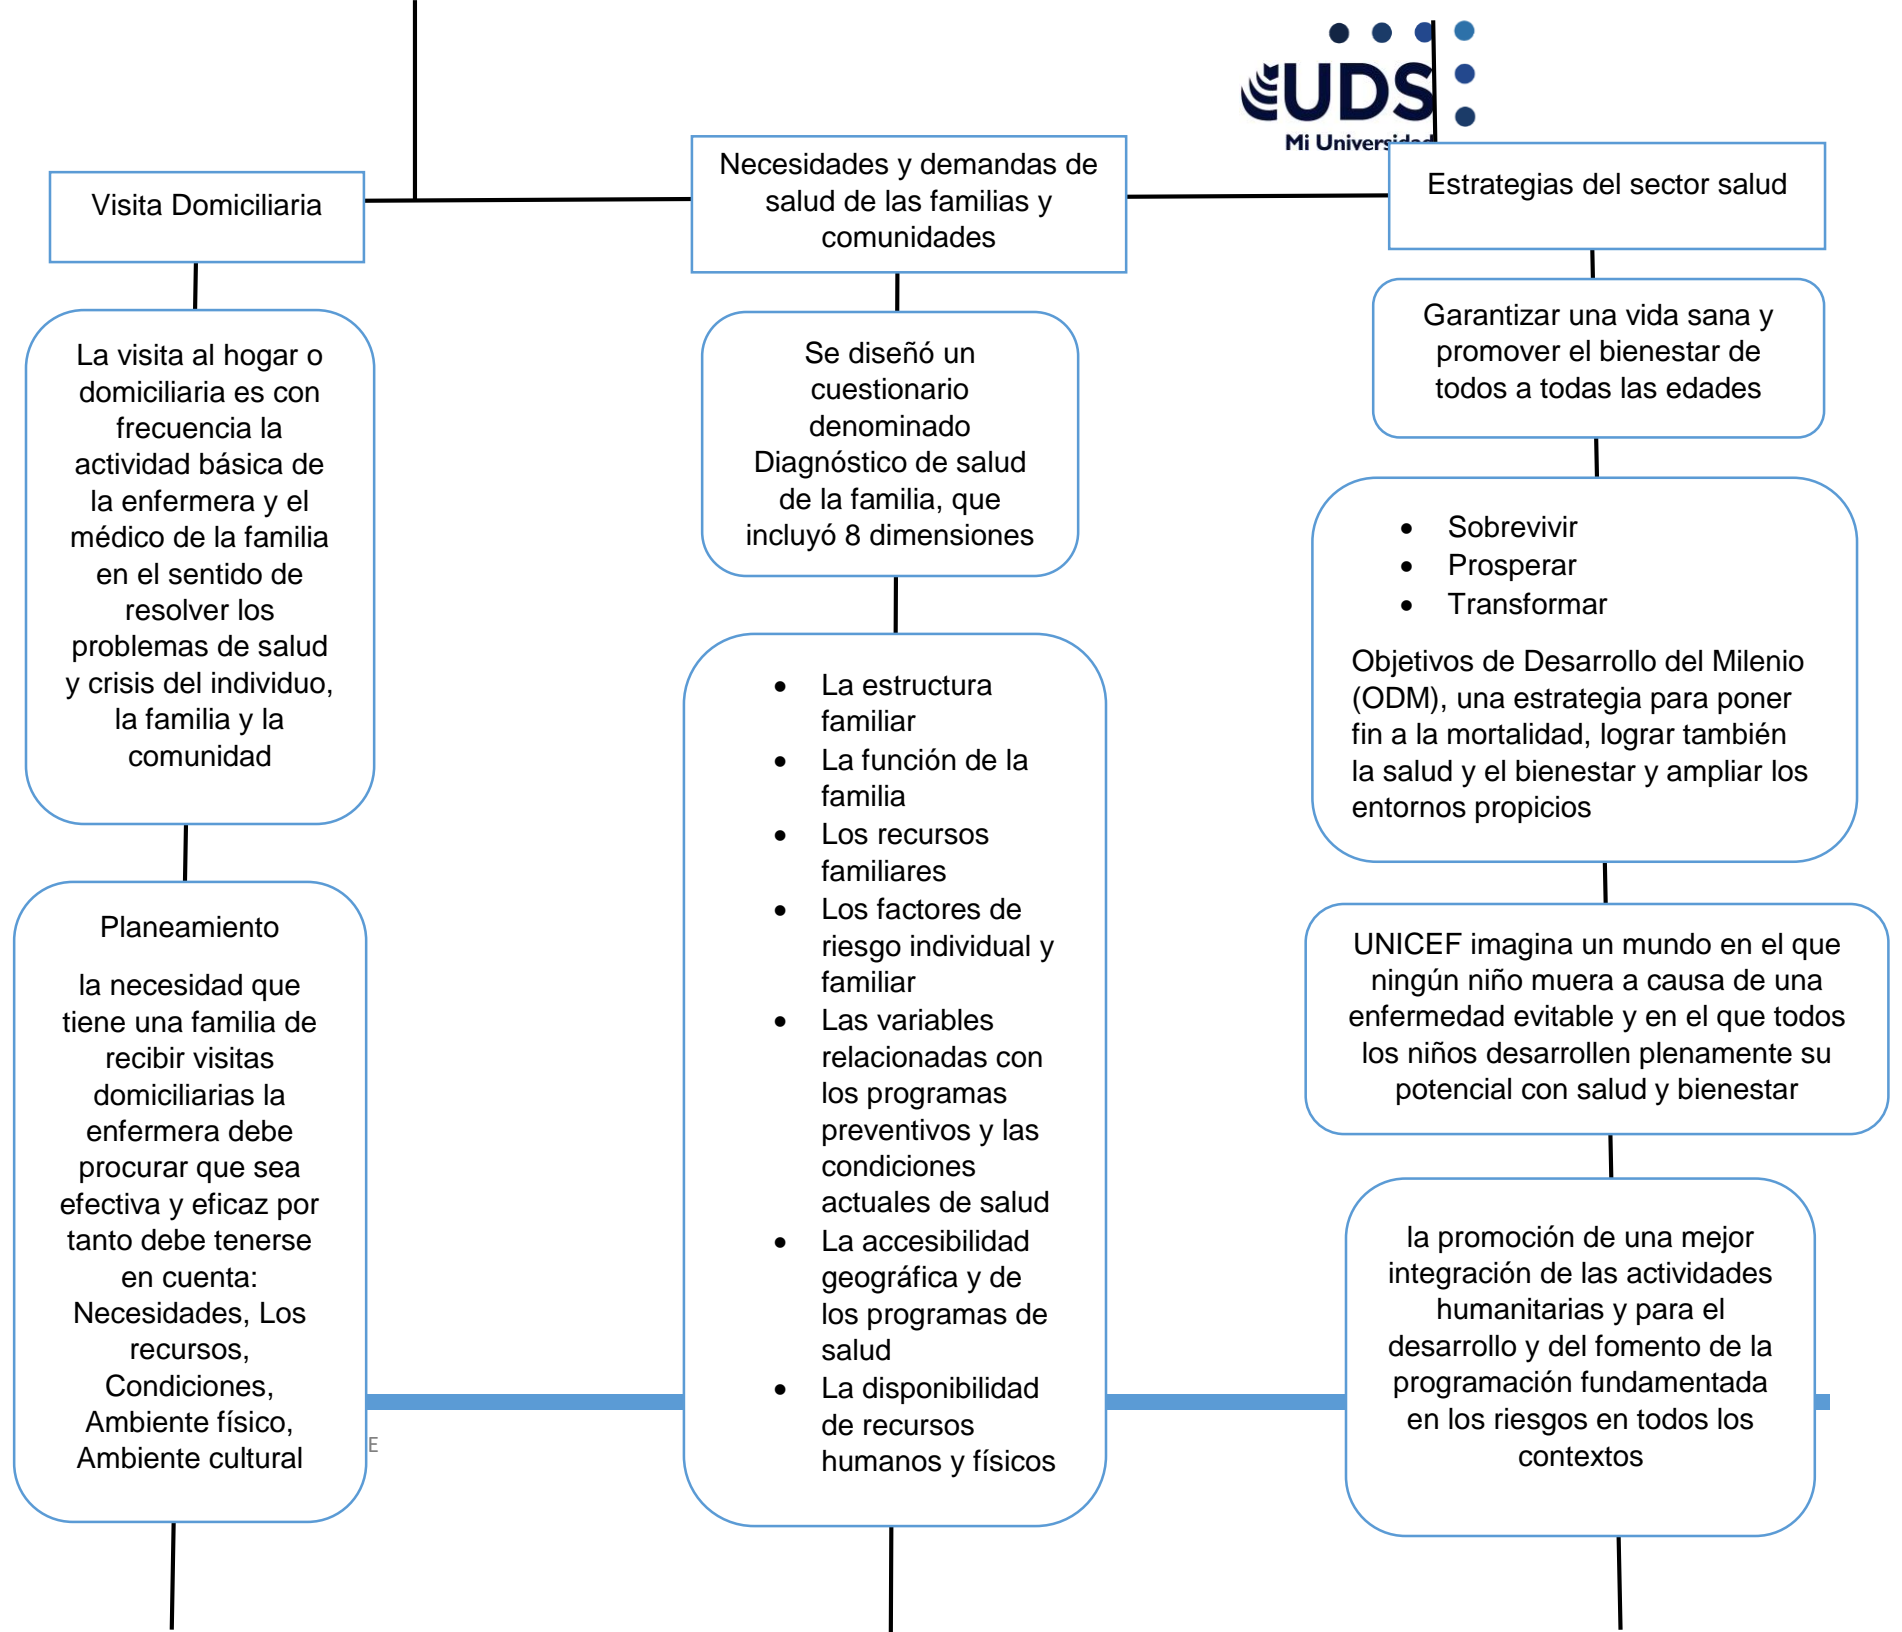 UDS
Mi Universidad
Visita Domiciliaria
La visita al hogar o
domiciliaria es con
frecuencia la
actividad básica de
la enfermera y el
médico de la familia
en el sentido de
resolver los
problemas de salud
y crisis del individuo,
la familia y la
comunidad
Planeamiento
la necesidad que
tiene una familia de
recibir visitas
domiciliarias la
enfermera debe
procurar que sea
efectiva y eficaz por
tanto debe tenerse
en cuenta:
Necesidades, Los
recursos,
Condiciones,
Ambiente físico,
Ambiente cultural
E
Necesidades y demandas de
salud de las familias y
comunidades
Se diseñó un
cuestionario
denominado
Diagnóstico de salud
de la familia, que
incluyó 8 dimensiones
• La estructura
familiar
• La función de la
familia
• Los recursos
familiares
• Los factores de
riesgo individual y
familiar
• Las variables
relacionadas con
los programas
preventivos y las
condiciones
actuales de salud
• La accesibilidad
geográfica y de
los programas de
salud
• La disponibilidad
de recursos
humanos y físicos
Estrategias del sector salud
Garantizar una vida sana y
promover el bienestar de
todos a todas las edades
• Sobrevivir
• Prosperar
• Transformar
Objetivos de Desarrollo del Milenio
(ODM), una estrategia para poner
fin a la mortalidad, lograr también
la salud y el bienestar y ampliar los
entornos propicios
UNICEF imagina un mundo en el que
ningún niño muera a causa de una
enfermedad evitable y en el que todos
los niños desarrollen plenamente su
potencial con salud y bienestar
la promoción de una mejor
integración de las actividades
humanitarias y para el
desarrollo y del fomento de la
programación fundamentada
en los riesgos en todos los
contextos